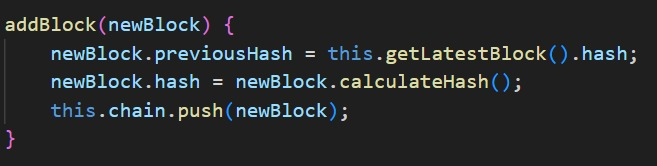 addBlock(newBlock) {
    newBlock.previousHash = this.getLatestBlock().hash;
    newBlock.hash = newBlock.calculateHash();
    this.chain.push(newBlock);
}